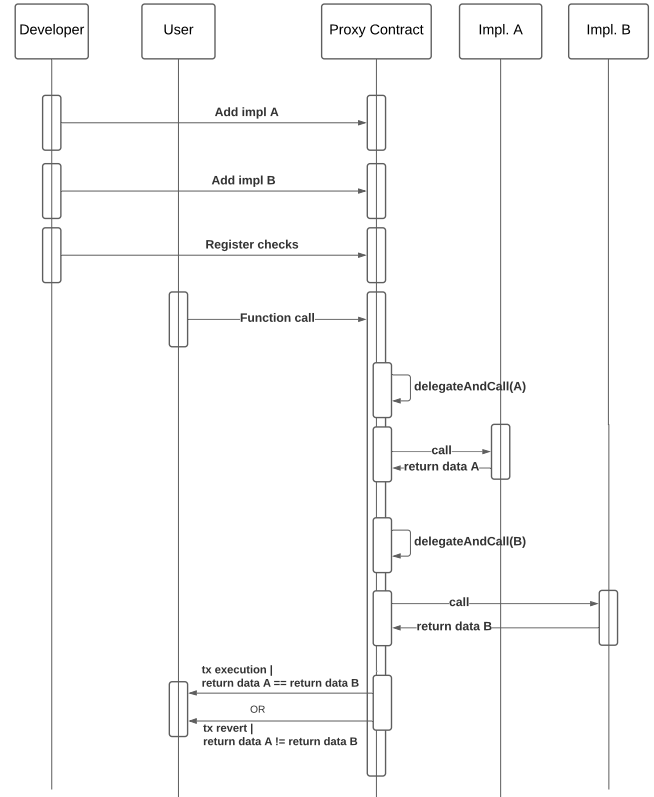 Developer
User
Proxy Contract
Impl. A
Impl. B
Add impl A
Add impl B
Register checks
Function call
delegateAndCall(A)
call
return data A
delegateAndCall(B)
call
return data B
tx execution |
return data A == return data B
OR
tx revert |
return data A != return data B